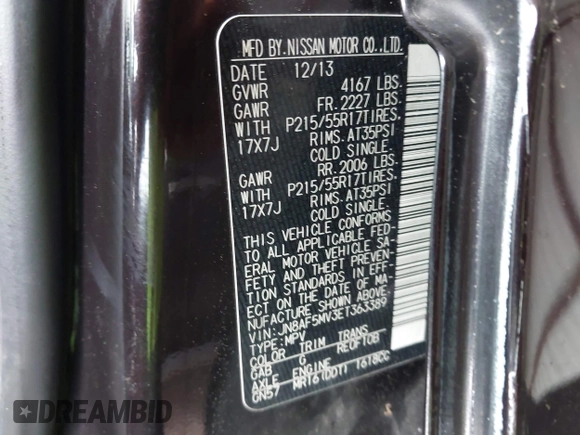 MFD BY.NISSAN MOTOR CO.,LTD.
DATE 12/13
GVWR 4167 LBS.
GAWR FR. 2227 LBS.
WITH P215/55R17TIRES.
17X7J RIMS. AT35PSI
COLD SINGLE.
GAWR RR. 2006 LBS.
WITH P215/55R17TIRES.
17X7J RIMS. AT35PSI
COLD SINGLE.
THIS VEHICLE CONFORMS
TO ALL APPLICABLE FED-
ERAL MOTOR VEHICLE SA-
FETY AND THEFT PREVEN-
TION STANDARDS IN EFF-
ECT ON THE DATE OF MA-
NUFACTURE SHOWN ABOVE.
VIN:JN8AF5MV3ET363389
TYPE:MPV
COLOR TRIM TRANS
GAB G RE0F10B
AXLE ENGINE
GN57 MR16(DDT) 1618CC
DREAMBID